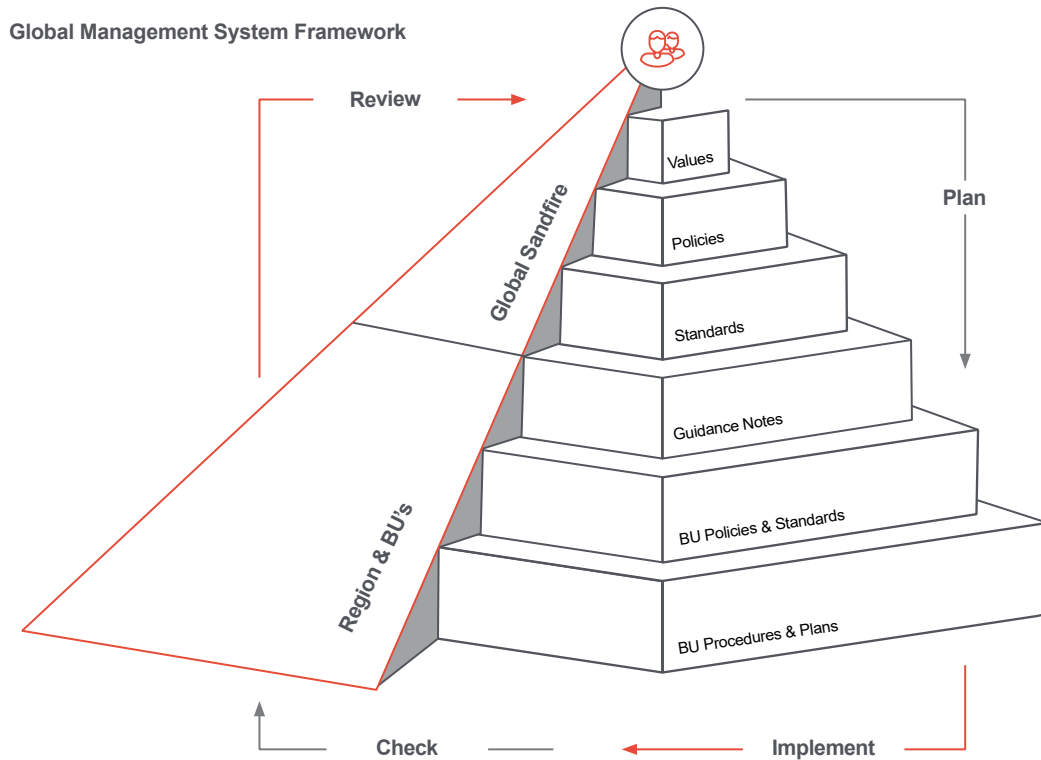 Global Management System Framework
Review
Values
Plan
Global Sandfire
Policies
Standards
Guidance Notes
Region & BU's
BU Policies & Standards
BU Procedures & Plans
Check
Implement